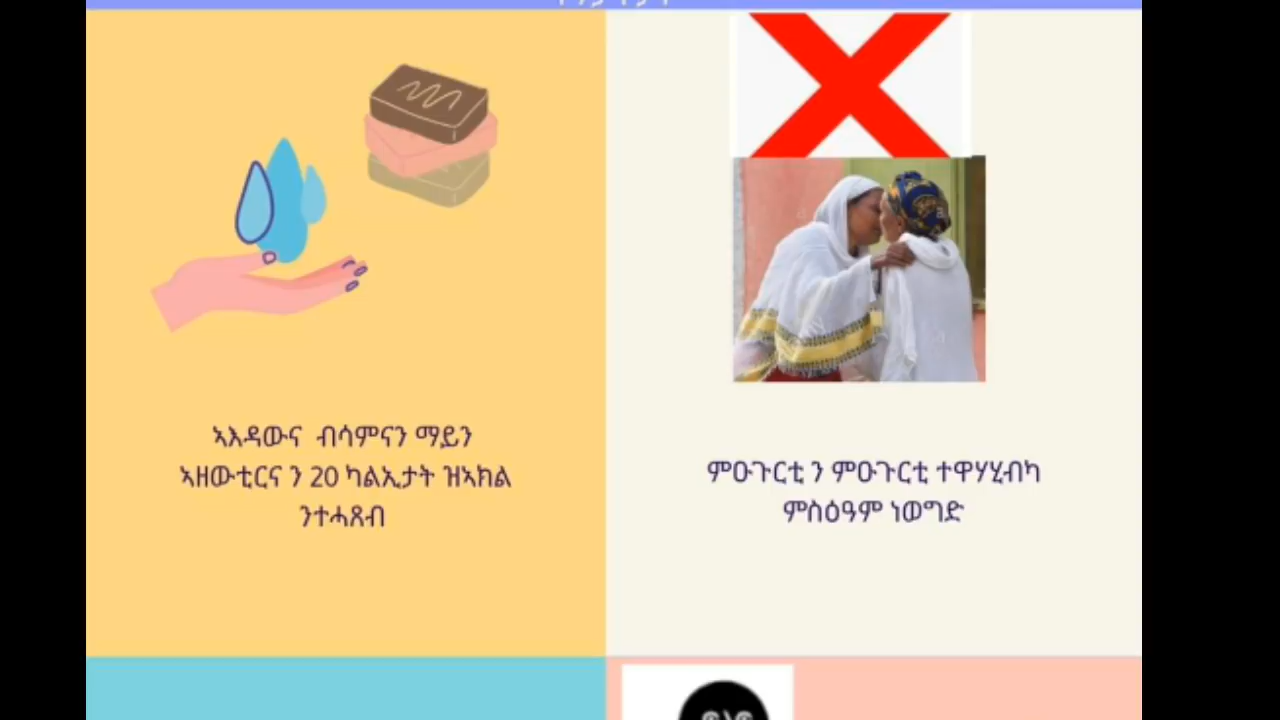 ኣእዳውና ብሳምናን ማይን
ኣዘውቲርና ን 20 ካልኢታት ዝኣክል
ንተሓጸብ
ምዑጉርቲ ን ምዑጉርቲ ተዋሃሂብካ
ምስዕዓም ነወግድ